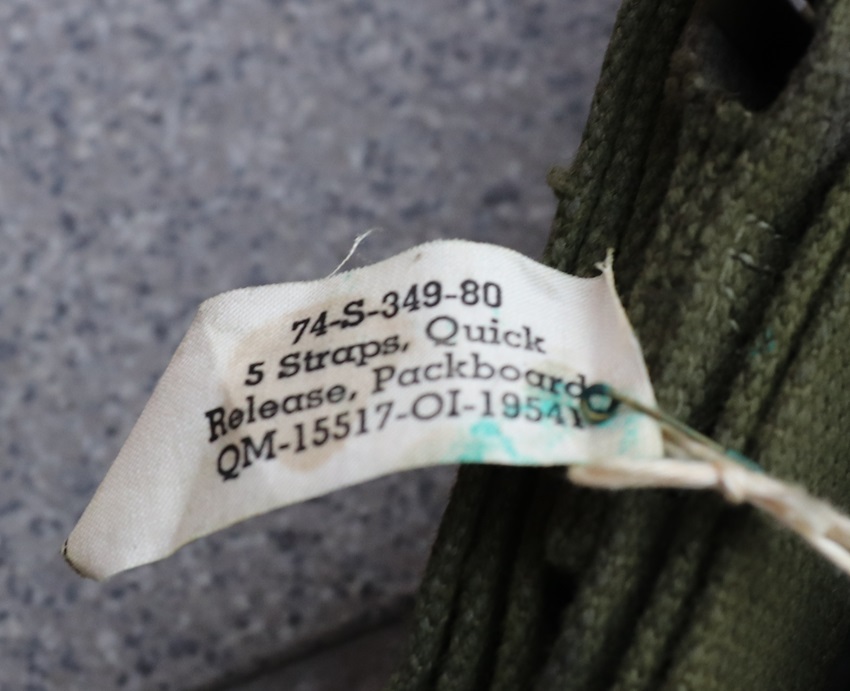 74-S-349-80
5 Straps, Quick
Release, Packboard
QM-15517-OI-1954